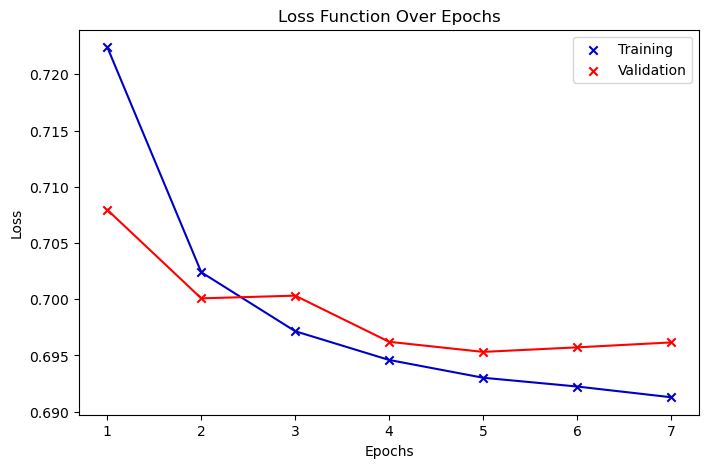 Loss Function Over Epochs
Training
Validation
0.720
0.715
0.710
0.705
0.700
0.695
0.690
Loss
1 2 3 4 5 6 7
Epochs